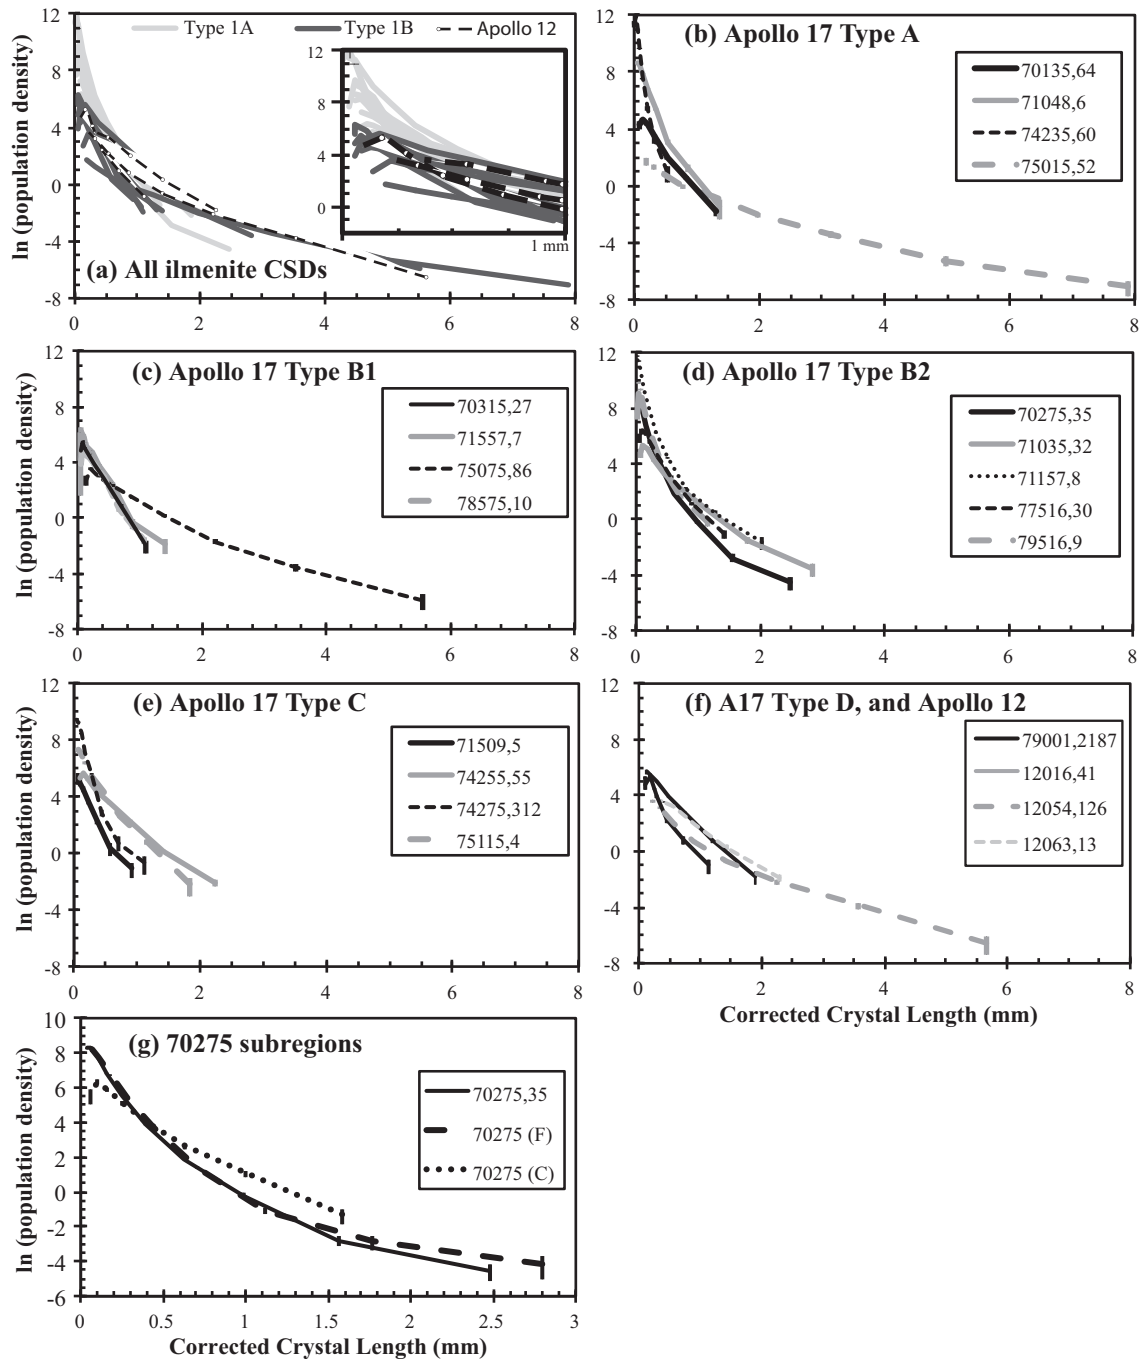 Type 1A Type 1B Apollo 12
12
8
4
0
-4
-8
ln (population density)
12
8
4
0
1 mm
(a) All ilmenite CSDs
0 2 4 6 8
(b) Apollo 17 Type A
12
8
4
0
-4
-8
70135,64
71048,6
74235,60
75015,52
0 2 4 6 8
(c) Apollo 17 Type B1
12
8
4
0
-4
-8
ln (population density)
70315,27
71557,7
75075,86
78575,10
0 2 4 6 8
(d) Apollo 17 Type B2
12
8
4
0
-4
-8
70275,35
71035,32
71157,8
77516,30
79516,9
0 2 4 6 8
(e) Apollo 17 Type C
12
8
4
0
-4
-8
ln (population density)
71509,5
74255,55
74275,312
75115,4
0 2 4 6 8
(f) A17 Type D, and Apollo 12
12
8
4
0
-4
-8
79001,2187
12016,41
12054,126
12063,13
0 2 4 6 8
Corrected Crystal Length (mm)
(g) 70275 subregions
10
8
6
4
2
0
-2
-4
-6
ln (population density)
70275,35
70275 (F)
70275 (C)
0 0.5 1 1.5 2 2.5 3
Corrected Crystal Length (mm)